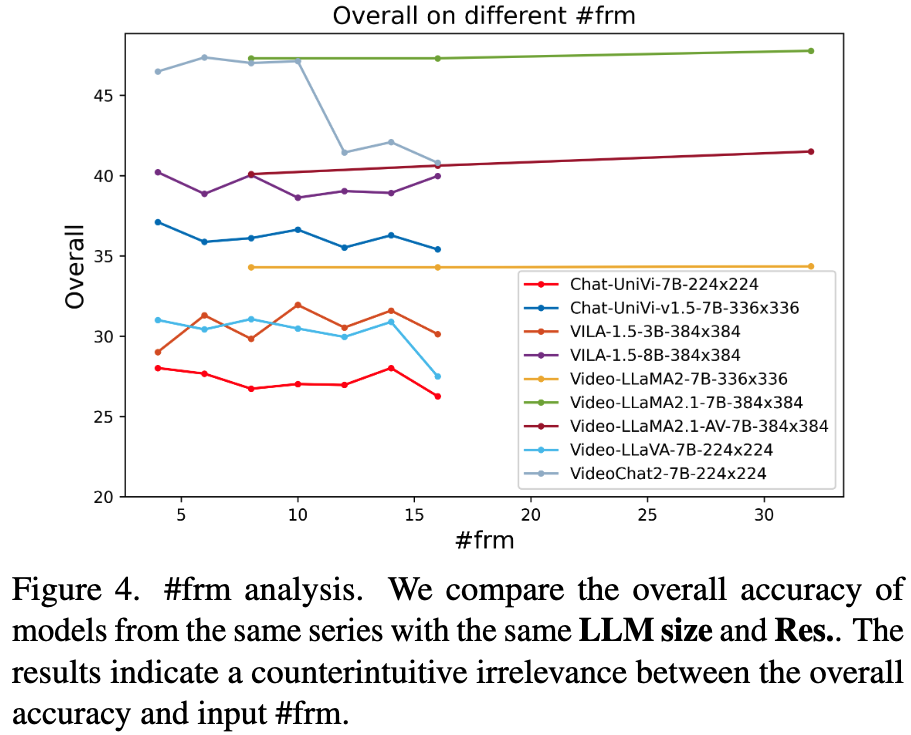 Overall on different #frm
Overall
45
40
35
30
25
20
5
10
15
20
25
30
#frm
Chat-UniVi-7B-224x224
Chat-UniVi-v1.5-7B-336x336
VILA-1.5-3B-384x384
VILA-1.5-8B-384x384
Video-LLaMA2-7B-336x336
Video-LLaMA2.1-7B-384x384
Video-LLaMA2.1-AV-7B-384x384
Video-LLaVA-7B-224x224
VideoChat2-7B-224x224
Figure 4. #frm analysis. We compare the overall accuracy of
models from the same series with the same LLM size and Res.. The
results indicate a counterintuitive irrelevance between the overall
accuracy and input #frm.